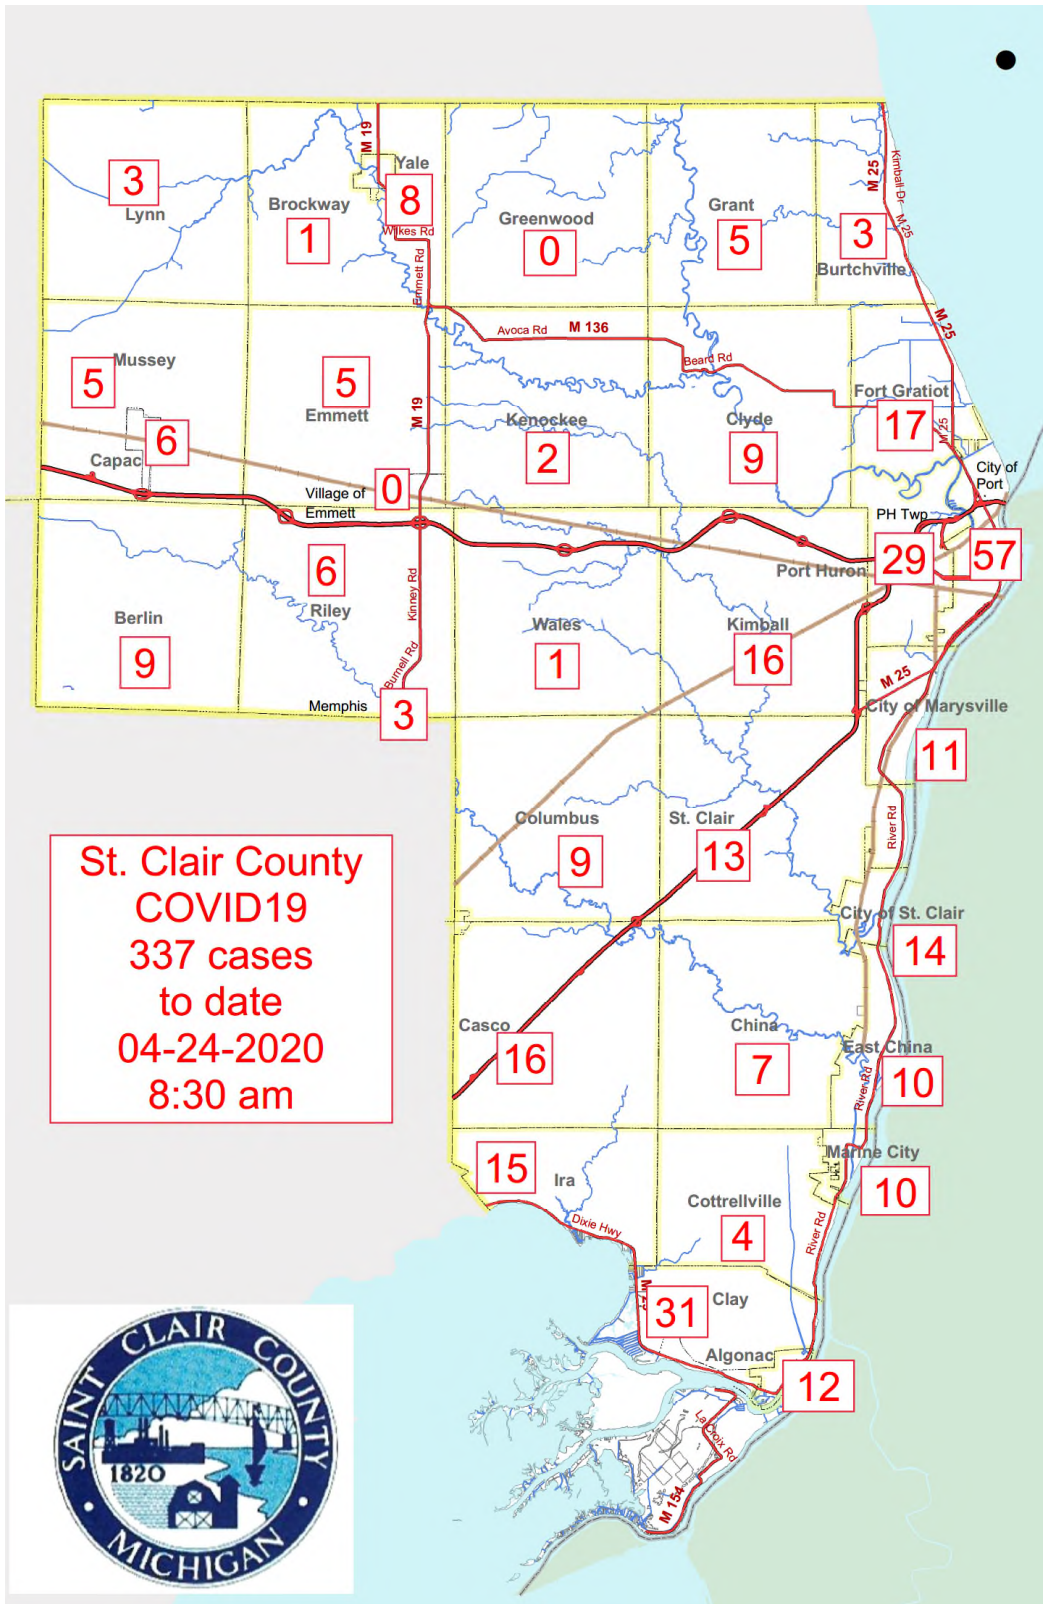 M 19
Yale
8
3
Lynn
Brockway
1
Wilkes Rd
Emmett Rd
Greenwood
0
Grant
5
M 25
Kimball Dr
M 25
3
Burtchville
M 25
Mussey
5
5
Emmett
Avoca Rd
M 136
Beard Rd
Fort Gratiot
17
M 25
M 19
6
Capac
Kenockee
2
Clyde
9
City of
Port
0
Village of
Emmett
PH Twp
29
57
Port Huron
6
Riley
Kinney Rd
Berlin
9
Wales
1
Kimball
16
Burnell Rd
Memphis
3
M 25
City of Marysville
11
River Rd
Columbus
9
St. Clair
13
St. Clair County
COVID19
337 cases
to date
04-24-2020
8:30 am
City of St. Clair
14
Casco
16
China
7
East China
10
River Rd
Marine City
10
15
Ira
Dixie Hwy
Cottrellville
4
River Rd
31
Clay
Algonac
12
La Croix Rd
M 154
SAINT CLAIR COUNTY
1820
MICHIGAN